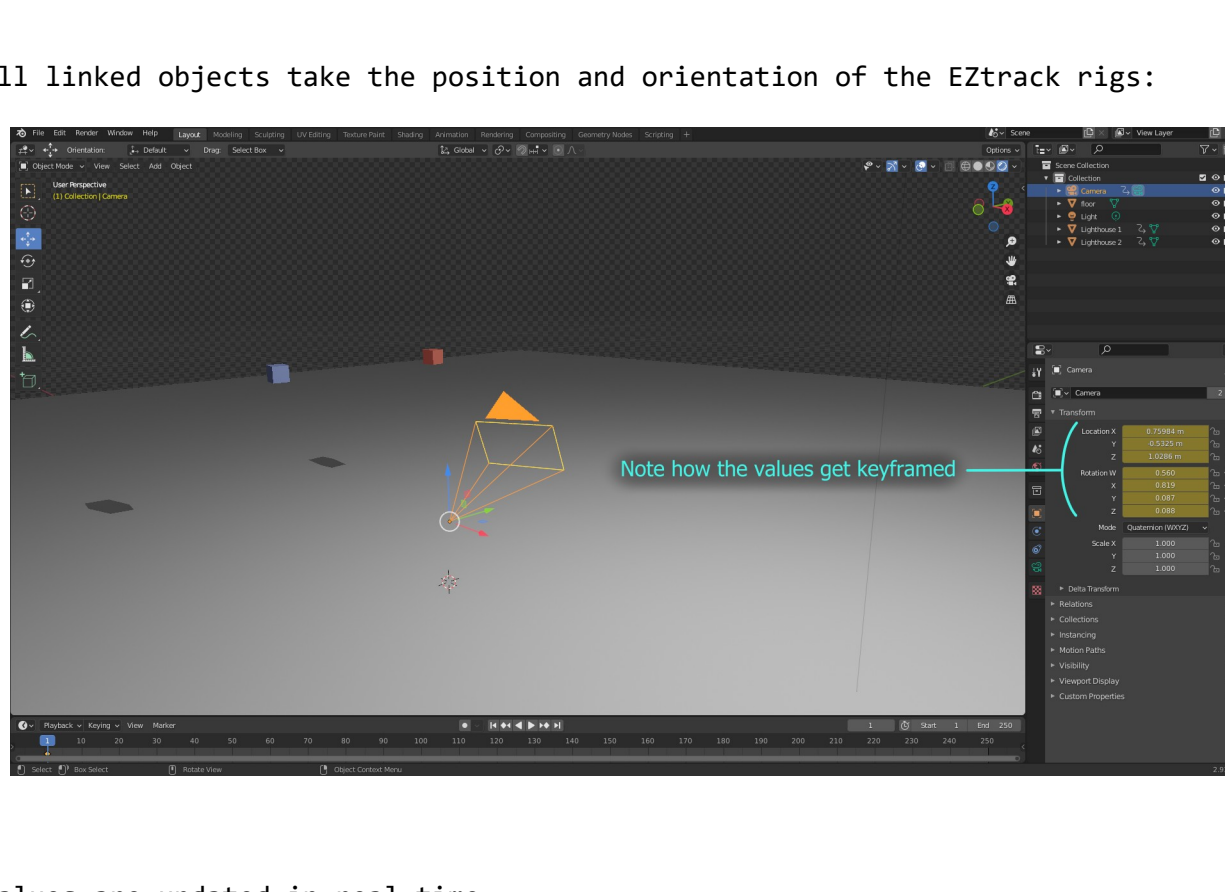 ll linked objects take the position and orientation of the EZtrack rigs:
File Edit Render Window Help Layout Modeling Sculpting UV Editing Texture Paint Shading Animation Rendering Compositing Geometry Nodes Scripting + Scene View Layer
Orientation: Default Drag: Select Box Global Options
Object Mode View Select Add Object
User Perspective
(1) Collection | Camera
Z
X
Scene Collection
Collection
Camera
floor
Light
Lighthouse 1
Lighthouse 2
Camera
Camera 2
Transform
Location X 0.75984 m
Y 0.5325 m
Z 1.0286 m
Rotation W 0.560
X 0.819
Y 0.087
Z 0.088
Mode Quaternion (WXYZ)
Scale X 1.000
Y 1.000
Z 1.000
Delta Transform
Relations
Collections
Instancing
Motion Paths
Visibility
Viewport Display
Custom Properties
Note how the values get keyframed
Playback Keying View Marker 1 Start 1 End 250
1 10 20 30 40 50 60 70 80 90 100 110 120 130 140 150 160 170 180 190 200 210 220 230 240 250
Select Box Select Rotate View Object Context Menu 2.9